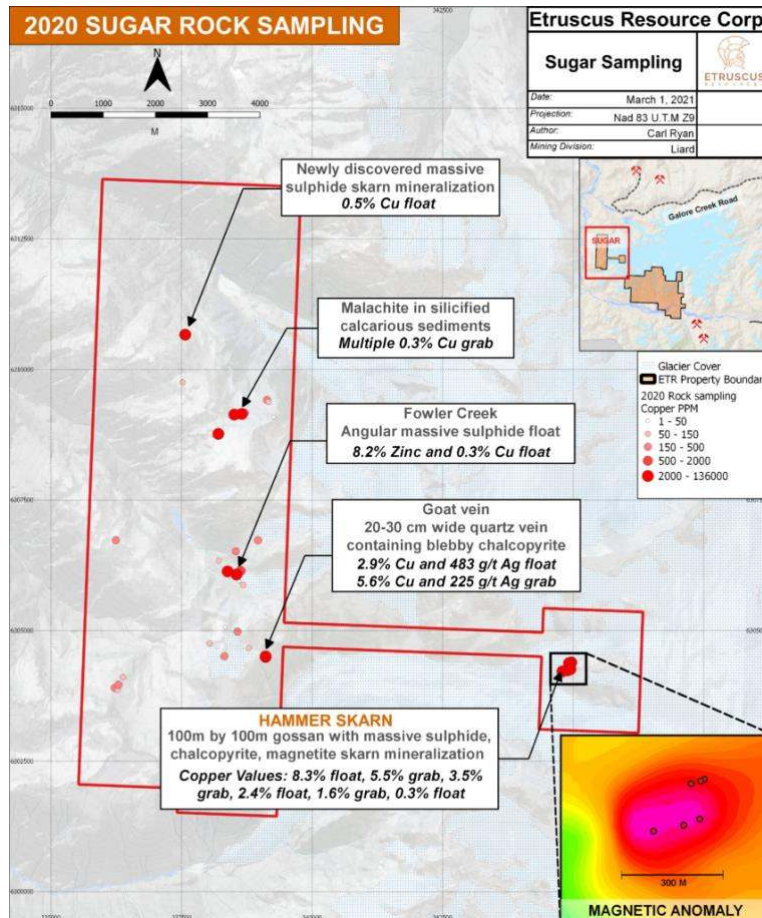 2020 SUGAR ROCK SAMPLING
342500
Etruscus Resource Corp
Sugar Sampling
ETRUSCUS
RESOURCES
Date: March 1, 2021
Projection: Nad 83 U.T.M Z9
Author: Carl Ryan
Mining Division: Liard
N
0 1000 2000 3000 4000
M
Galore Creek Road
SUGAR
Newly discovered massive
sulphide skarn mineralization
0.5% Cu float
6312500
Malachite in silicified
calcarious sediments
Multiple 0.3% Cu grab
Glacier Cover
ETR Property Boundar
2020 Rock sampling
Copper PPM
1 - 50
50 - 150
150 - 500
500 - 2000
2000 - 136000
Fowler Creek
Angular massive sulphide float
8.2% Zinc and 0.3% Cu float
6307500
Goat vein
20-30 cm wide quartz vein
containing blebby chalcopyrite
2.9% Cu and 483 g/t Ag float
5.6% Cu and 225 g/t Ag grab
6305000
HAMMER SKARN
100m by 100m gossan with massive sulphide,
chalcopyrite, magnetite skarn mineralization
Copper Values: 8.3% float, 5.5% grab, 3.5%
grab, 2.4% float, 1.6% grab, 0.3% float
6302500
300 M
MAGNETIC ANOMALY
6300000